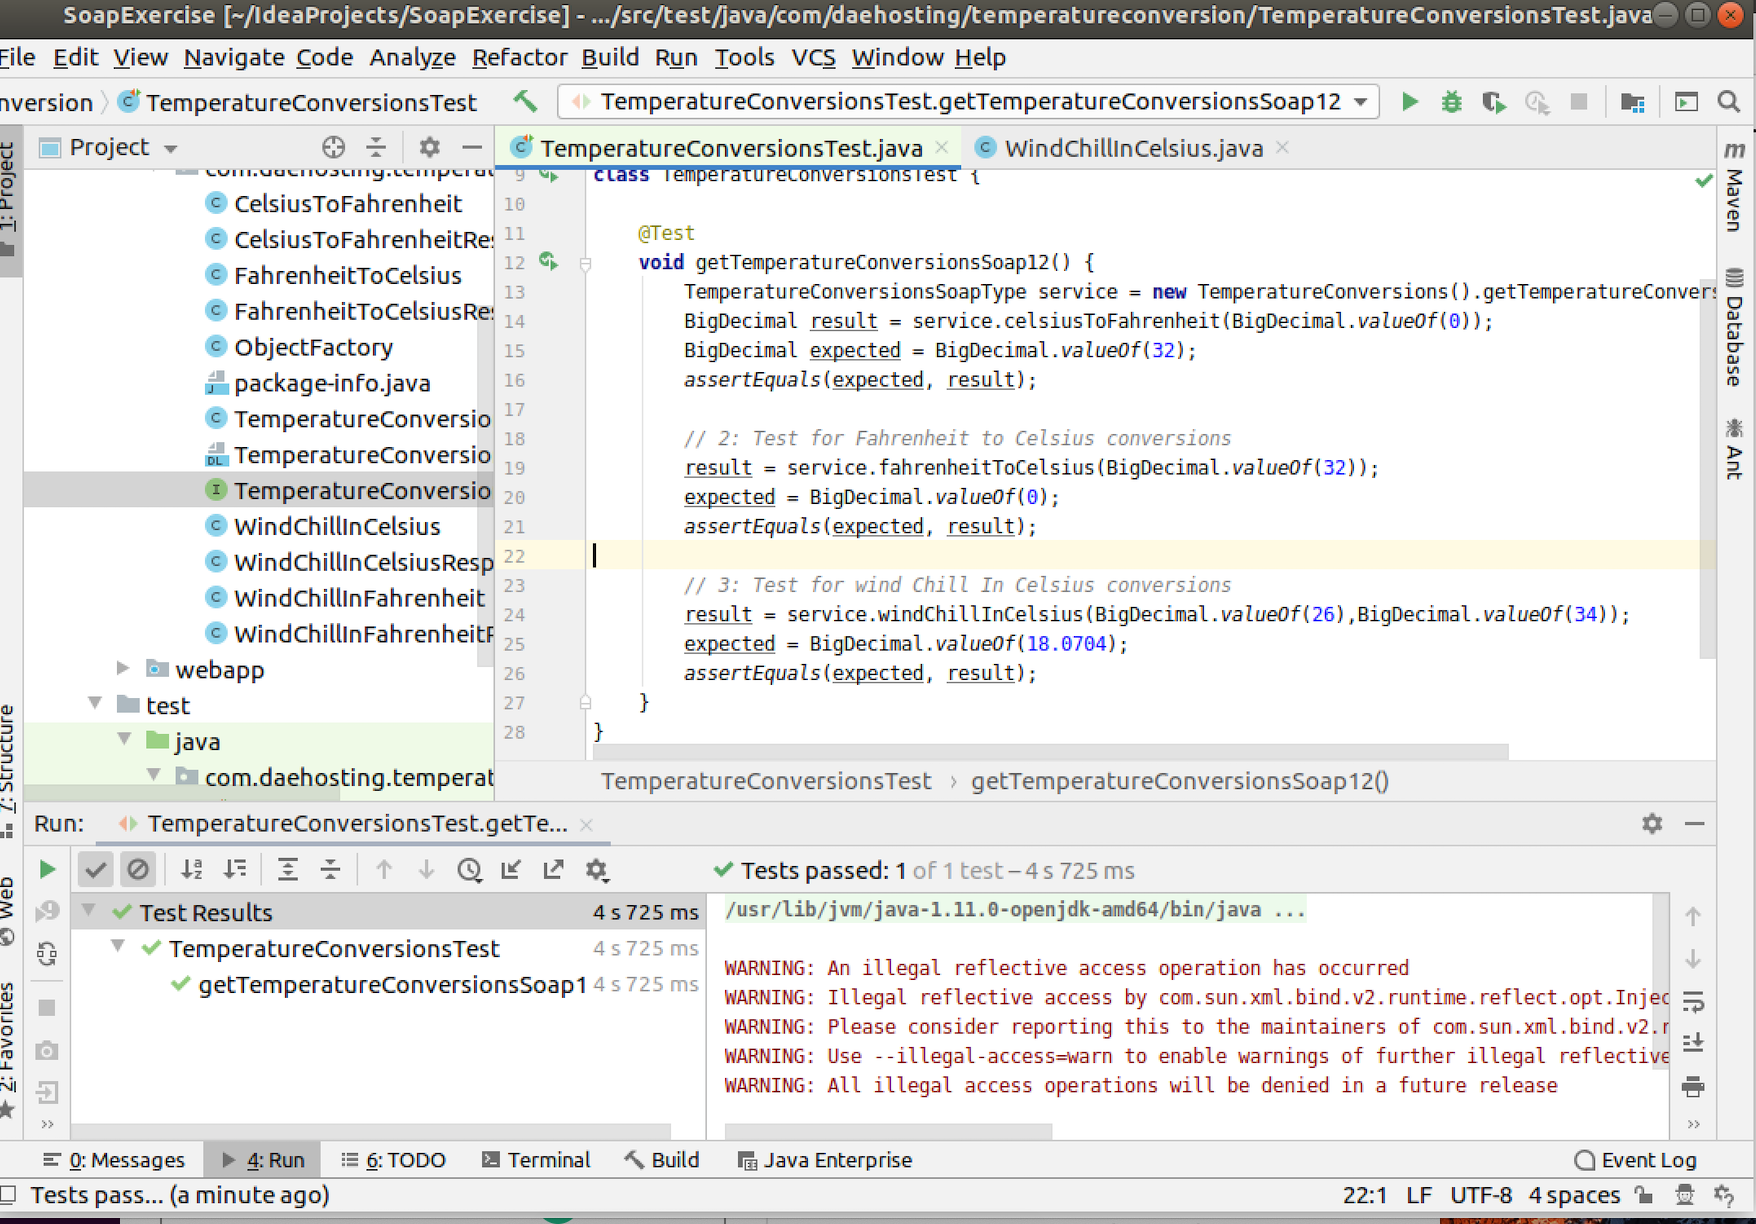 SoapExercise [~/IdeaProjects/SoapExercise] - .../src/test/java/com/daehosting/temperatureconversion/TemperatureConversionsTest.java
File Edit View Navigate Code Analyze Refactor Build Run Tools VCS Window Help
nversion TemperatureConversionsTest TemperatureConversionsTest.getTemperatureConversionsSoap12
1: Project
Project
com.daehosting.temperat
CelsiusToFahrenheit
CelsiusToFahrenheitRes
FahrenheitToCelsius
FahrenheitToCelsiusRes
ObjectFactory
package-info.java
TemperatureConversio
TemperatureConversio
TemperatureConversio
WindChillInCelsius
WindChillInCelsiusResp
WindChillInFahrenheit
WindChillInFahrenheitR
webapp
test
java
com.daehosting.temperat
TemperatureConversionsTest.java WindChillInCelsius.java
9 class TemperatureConversionsTest {
10
11 @Test
12 void getTemperatureConversionsSoap12() {
13 TemperatureConversionsSoapType service = new TemperatureConversions().getTemperatureConvers
14 BigDecimal result = service.celsiusToFahrenheit(BigDecimal.valueOf(0));
15 BigDecimal expected = BigDecimal.valueOf(32);
16 assertEquals(expected, result);
17
18 // 2: Test for Fahrenheit to Celsius conversions
19 result = service.fahrenheitToCelsius(BigDecimal.valueOf(32));
20 expected = BigDecimal.valueOf(0);
21 assertEquals(expected, result);
22
23 // 3: Test for wind Chill In Celsius conversions
24 result = service.windChillInCelsius(BigDecimal.valueOf(26),BigDecimal.valueOf(34));
25 expected = BigDecimal.valueOf(18.0704);
26 assertEquals(expected, result);
27 }
28 }
TemperatureConversionsTest › getTemperatureConversionsSoap12()
m Maven
Database
Ant
7: Structure
Web
2: Favorites
Run: TemperatureConversionsTest.getTe...
Tests passed: 1 of 1 test – 4 s 725 ms
Test Results 4 s 725 ms
TemperatureConversionsTest 4 s 725 ms
getTemperatureConversionsSoap1 4 s 725 ms
/usr/lib/jvm/java-1.11.0-openjdk-amd64/bin/java ...
WARNING: An illegal reflective access operation has occurred
WARNING: Illegal reflective access by com.sun.xml.bind.v2.runtime.reflect.opt.Injec
WARNING: Please consider reporting this to the maintainers of com.sun.xml.bind.v2.r
WARNING: Use --illegal-access=warn to enable warnings of further illegal reflective
WARNING: All illegal access operations will be denied in a future release
0: Messages 4: Run 6: TODO Terminal Build Java Enterprise Event Log
Tests pass... (a minute ago) 22:1 LF UTF-8 4 spaces